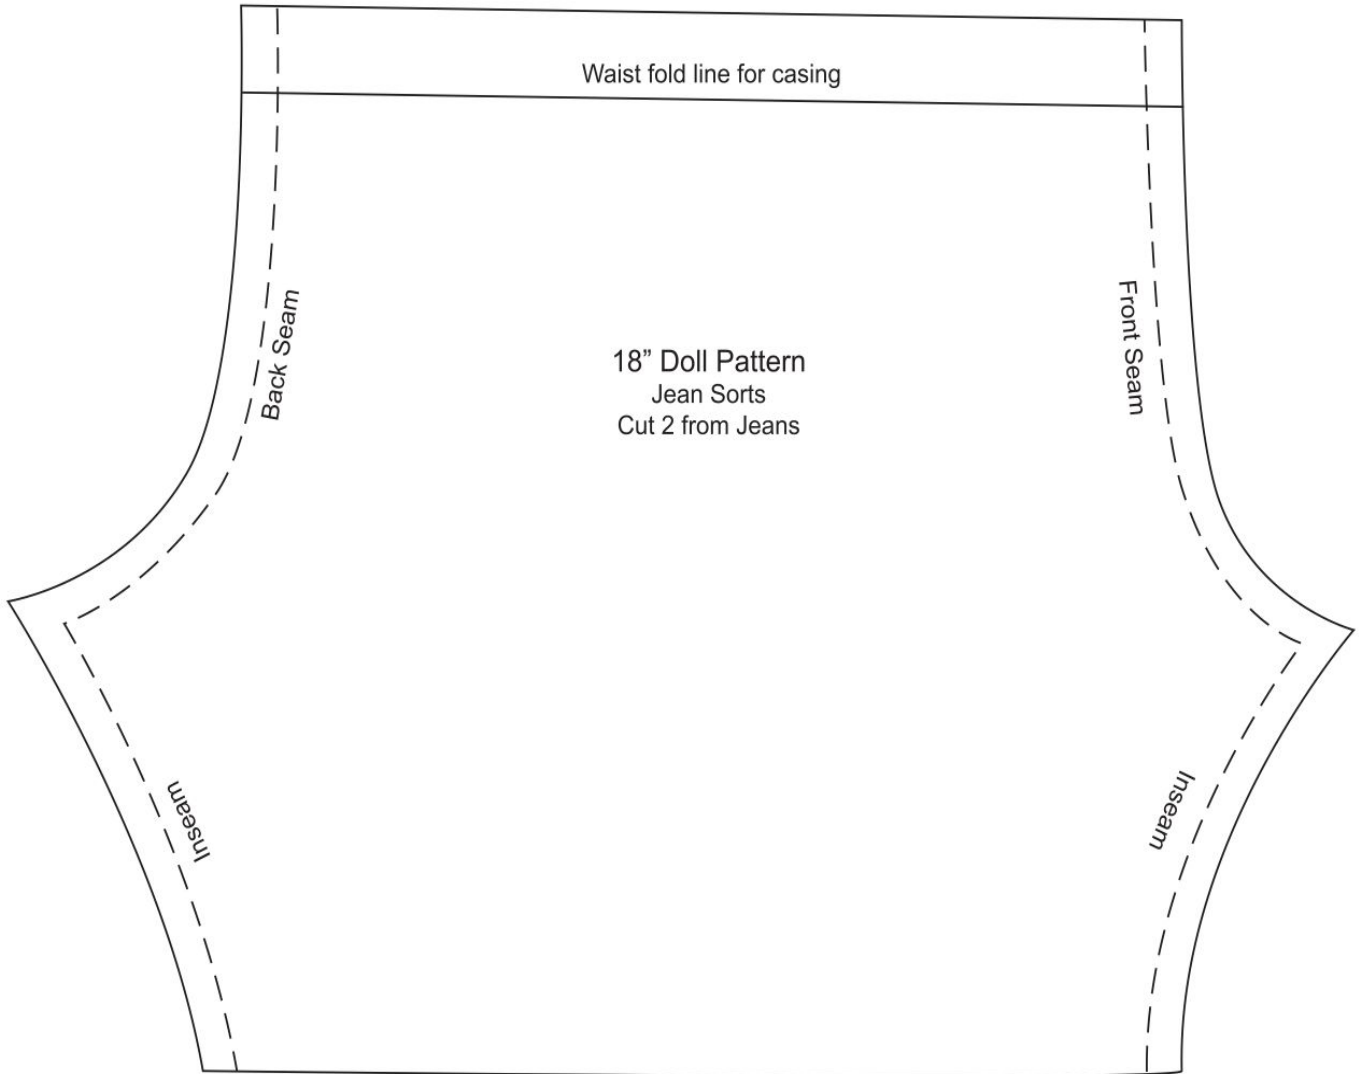 Waist fold line for casing
Back Seam
Front Seam
18” Doll Pattern
Jean Sorts
Cut 2 from Jeans
Inseam
Inseam